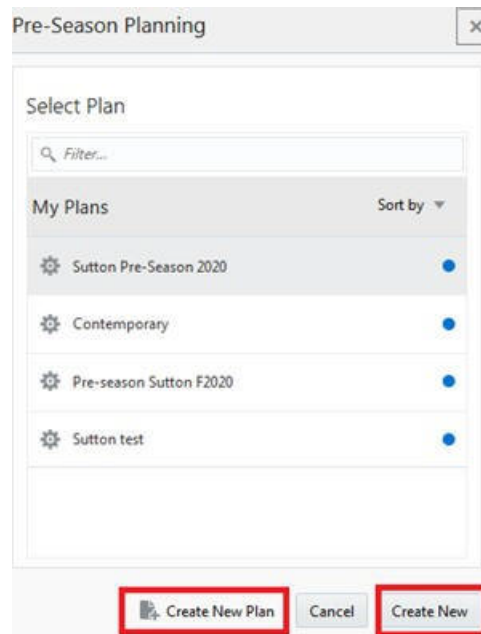 Pre-Season Planning
Select Plan
Filter...
My Plans Sort by
Sutton Pre-Season 2020
Contemporary
Pre-season Sutton F2020
Sutton test
Create New Plan Cancel Create New